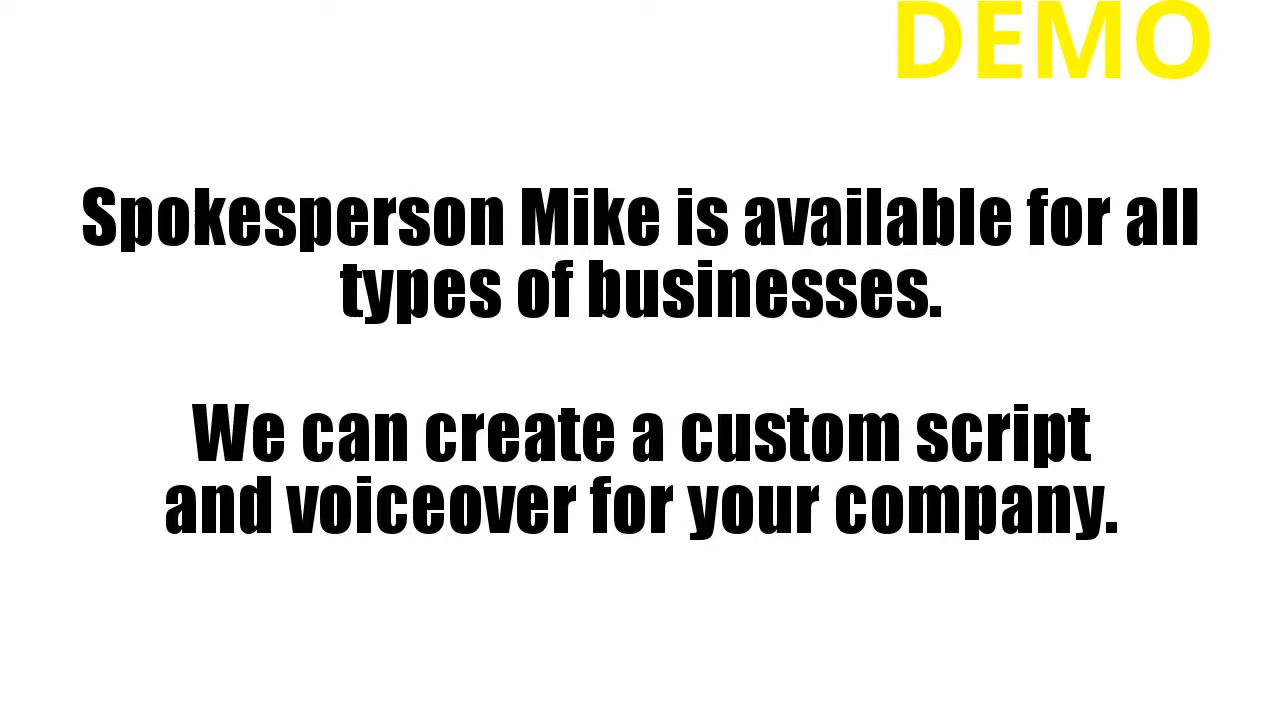 DEMO
Spokesperson Mike is available for all
types of businesses.
We can create a custom script
and voiceover for your company.